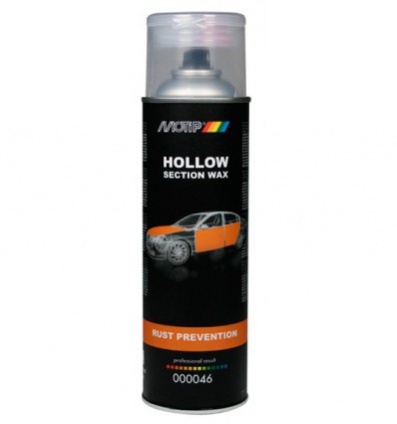 MOTIP
HOLLOW
SECTION WAX
RUST PREVENTION
professional result
000046